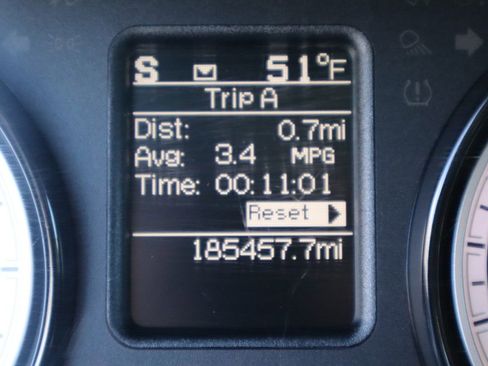 S 51°F
Trip A
Dist: 0.7mi
Avg: 3.4 MPG
Time: 00:11:01
Reset
185457.7mi